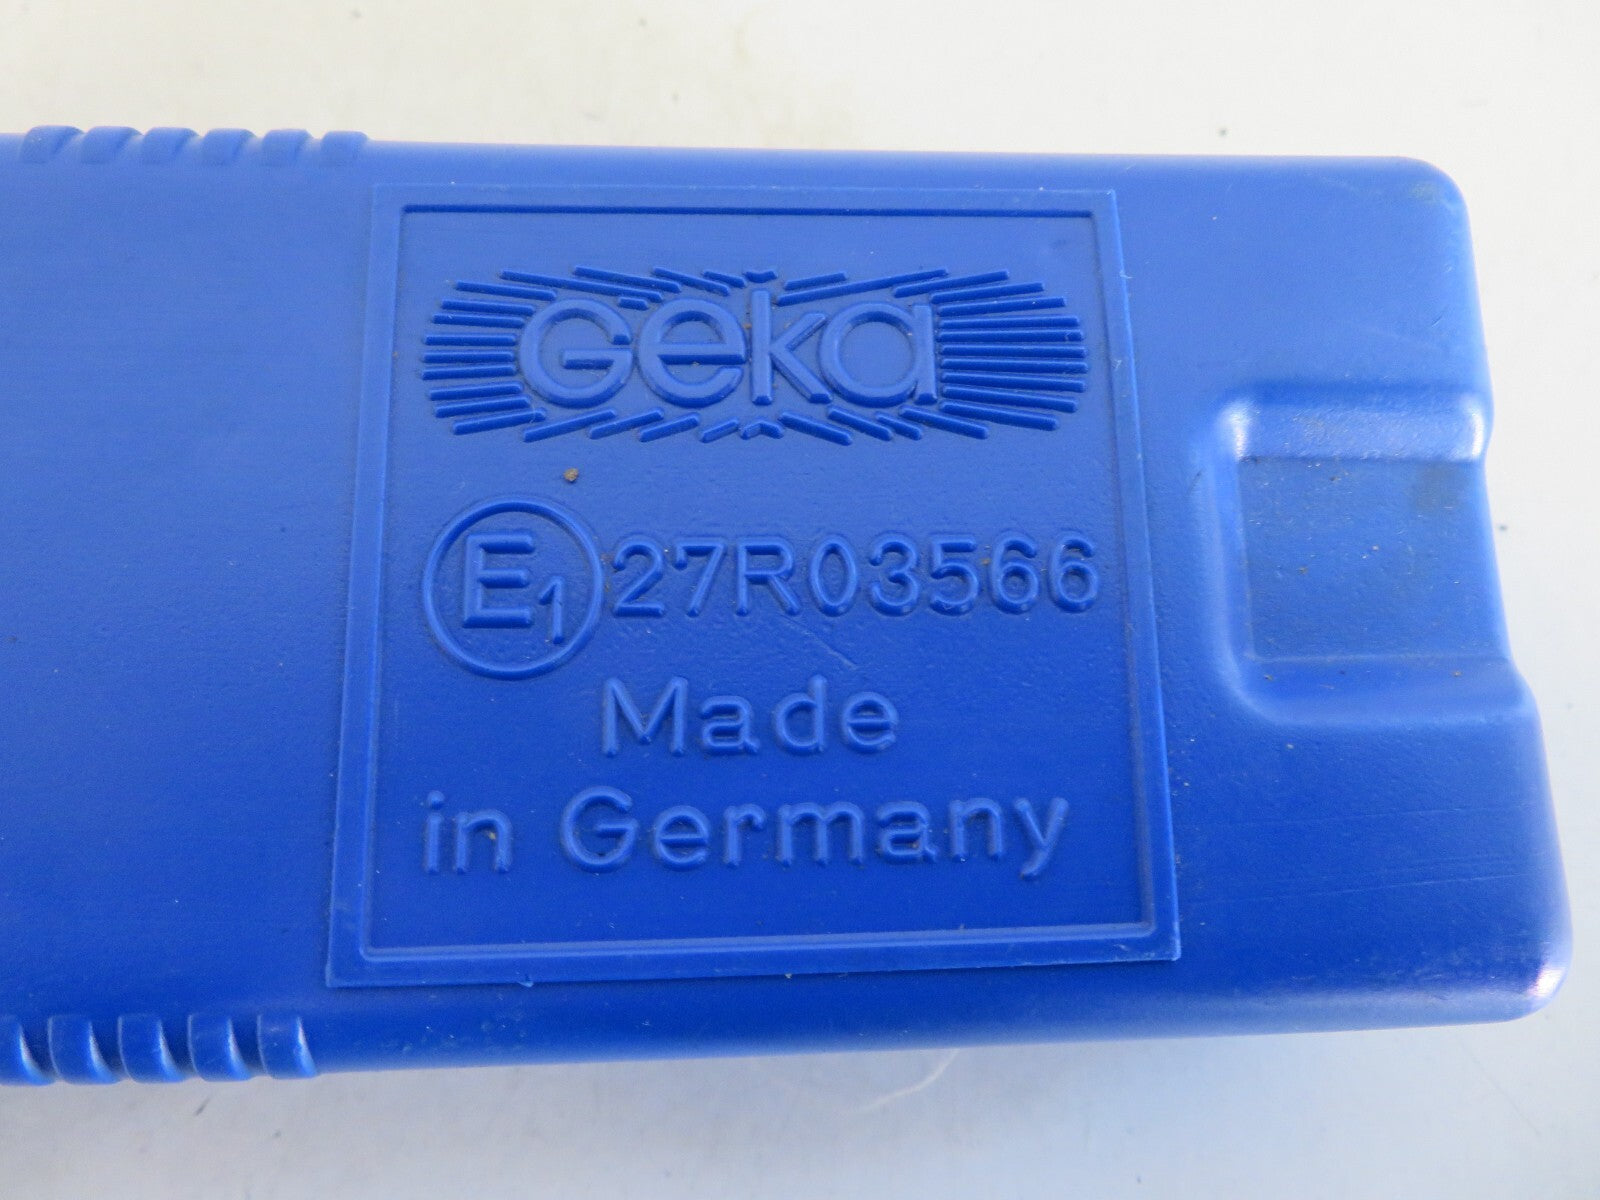 Geka
E1 27R03566
Made
in Germany